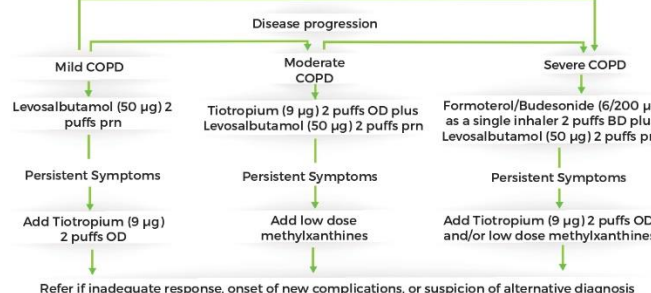 Disease progression
Mild COPD
Moderate
COPD
Severe COPD
Levosalbutamol (50 µg) 2
puffs prn
Tiotropium (9 µg) 2 puffs OD plus
Levosalbutamol (50 µg) 2 puffs prn
Formoterol/Budesonide (6/200 µ
as a single inhaler 2 puffs BD plu
Levosalbutamol (50 µg) 2 puffs pr
Persistent Symptoms
Persistent Symptoms
Persistent Symptoms
Add Tiotropium (9 µg)
2 puffs OD
Add low dose
methylxanthines
Add Tiotropium (9 µg) 2 puffs OD
and/or low dose methylxanthines
Refer if inadequate response, onset of new complications, or suspicion of alternative diagnosis